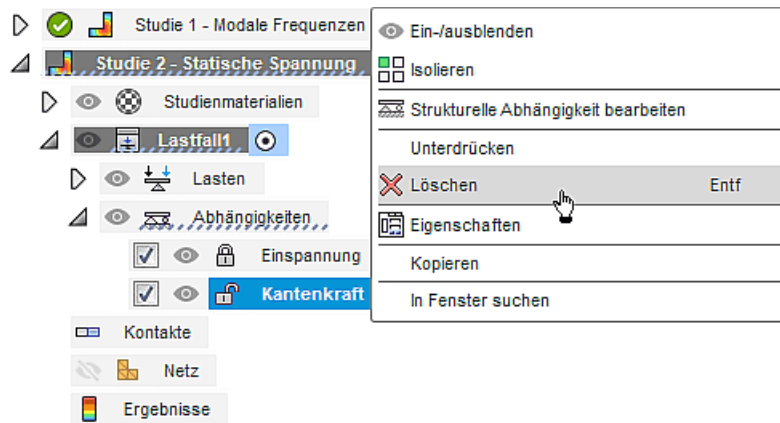 Studie 1 - Modale Frequenzen
Studie 2 - Statische Spannung
Studienmaterialien
Lastfall1
Lasten
Abhängigkeiten
Einspannung
Kantenkraft
Kontakte
Netz
Ergebnisse
Ein-/ausblenden
Isolieren
Strukturelle Abhängigkeit bearbeiten
Unterdrücken
Löschen Entf
Eigenschaften
Kopieren
In Fenster suchen